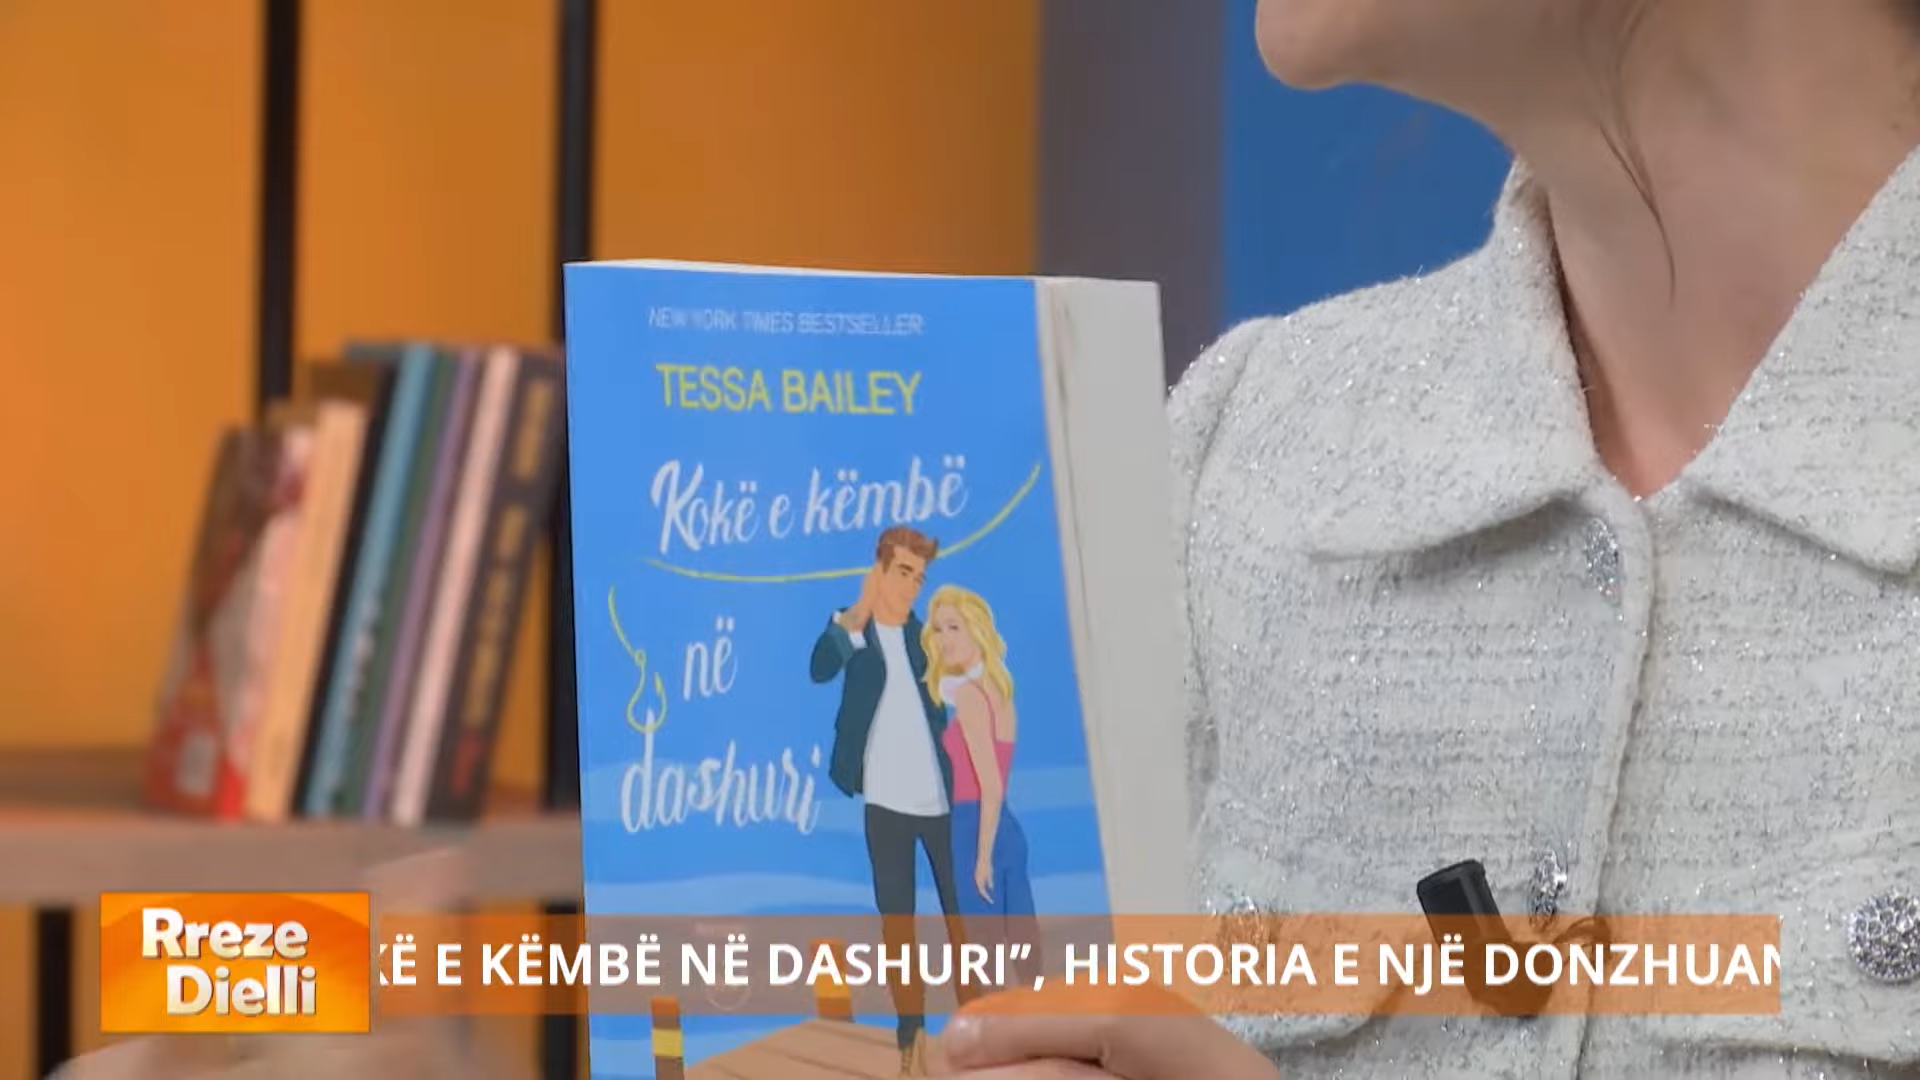 NEW YORK TIMES BESTSELLER
TESSA BAILEY
Kokë e këmbë
në
dashuri
Rreze
Dielli
KË E KËMBË NË DASHURI”, HISTORIA E NJË DONZHUAN